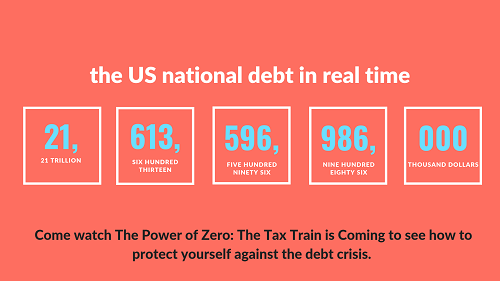 the US national debt in real time
21, 613, 596, 986, 000
21 TRILLION
SIX HUNDRED
THIRTEEN
FIVE HUNDRED
NINETY SIX
NINE HUNDRED
EIGHTY SIX
THOUSAND DOLLARS
Come watch The Power of Zero: The Tax Train is Coming to see how to
protect yourself against the debt crisis.